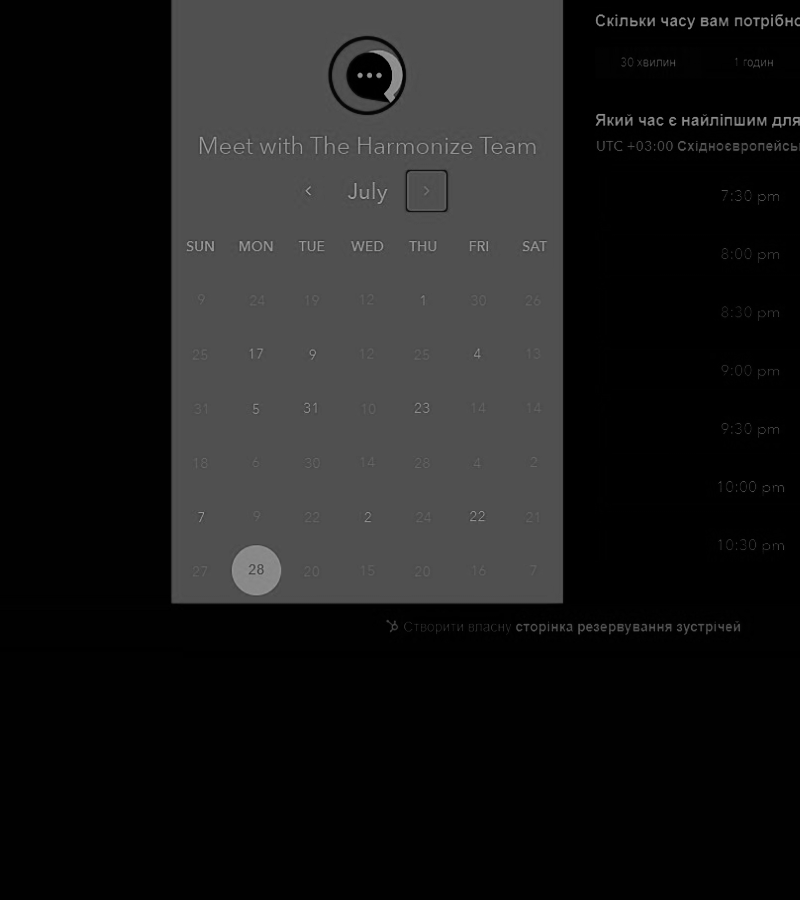 Meet with The Harmonize Team
July
SUN MON TUE WED THU FRI SAT
9 24 19 12 1 30 26
25 17 9 12 25 4 13
31 5 31 10 23 14 14
18 6 30 14 28 4 2
7 9 22 2 24 22 21
27 28 20 15 20 16 7
Скільки часу вам потрібно
30 хвилин 1 годин
Який час є найліпшим для
UTC +03:00
7:30 pm
8:00 pm
8:30 pm
9:00 pm
9:30 pm
10:00 pm
10:30 pm
Створити власну сторінка резервування зустрічей